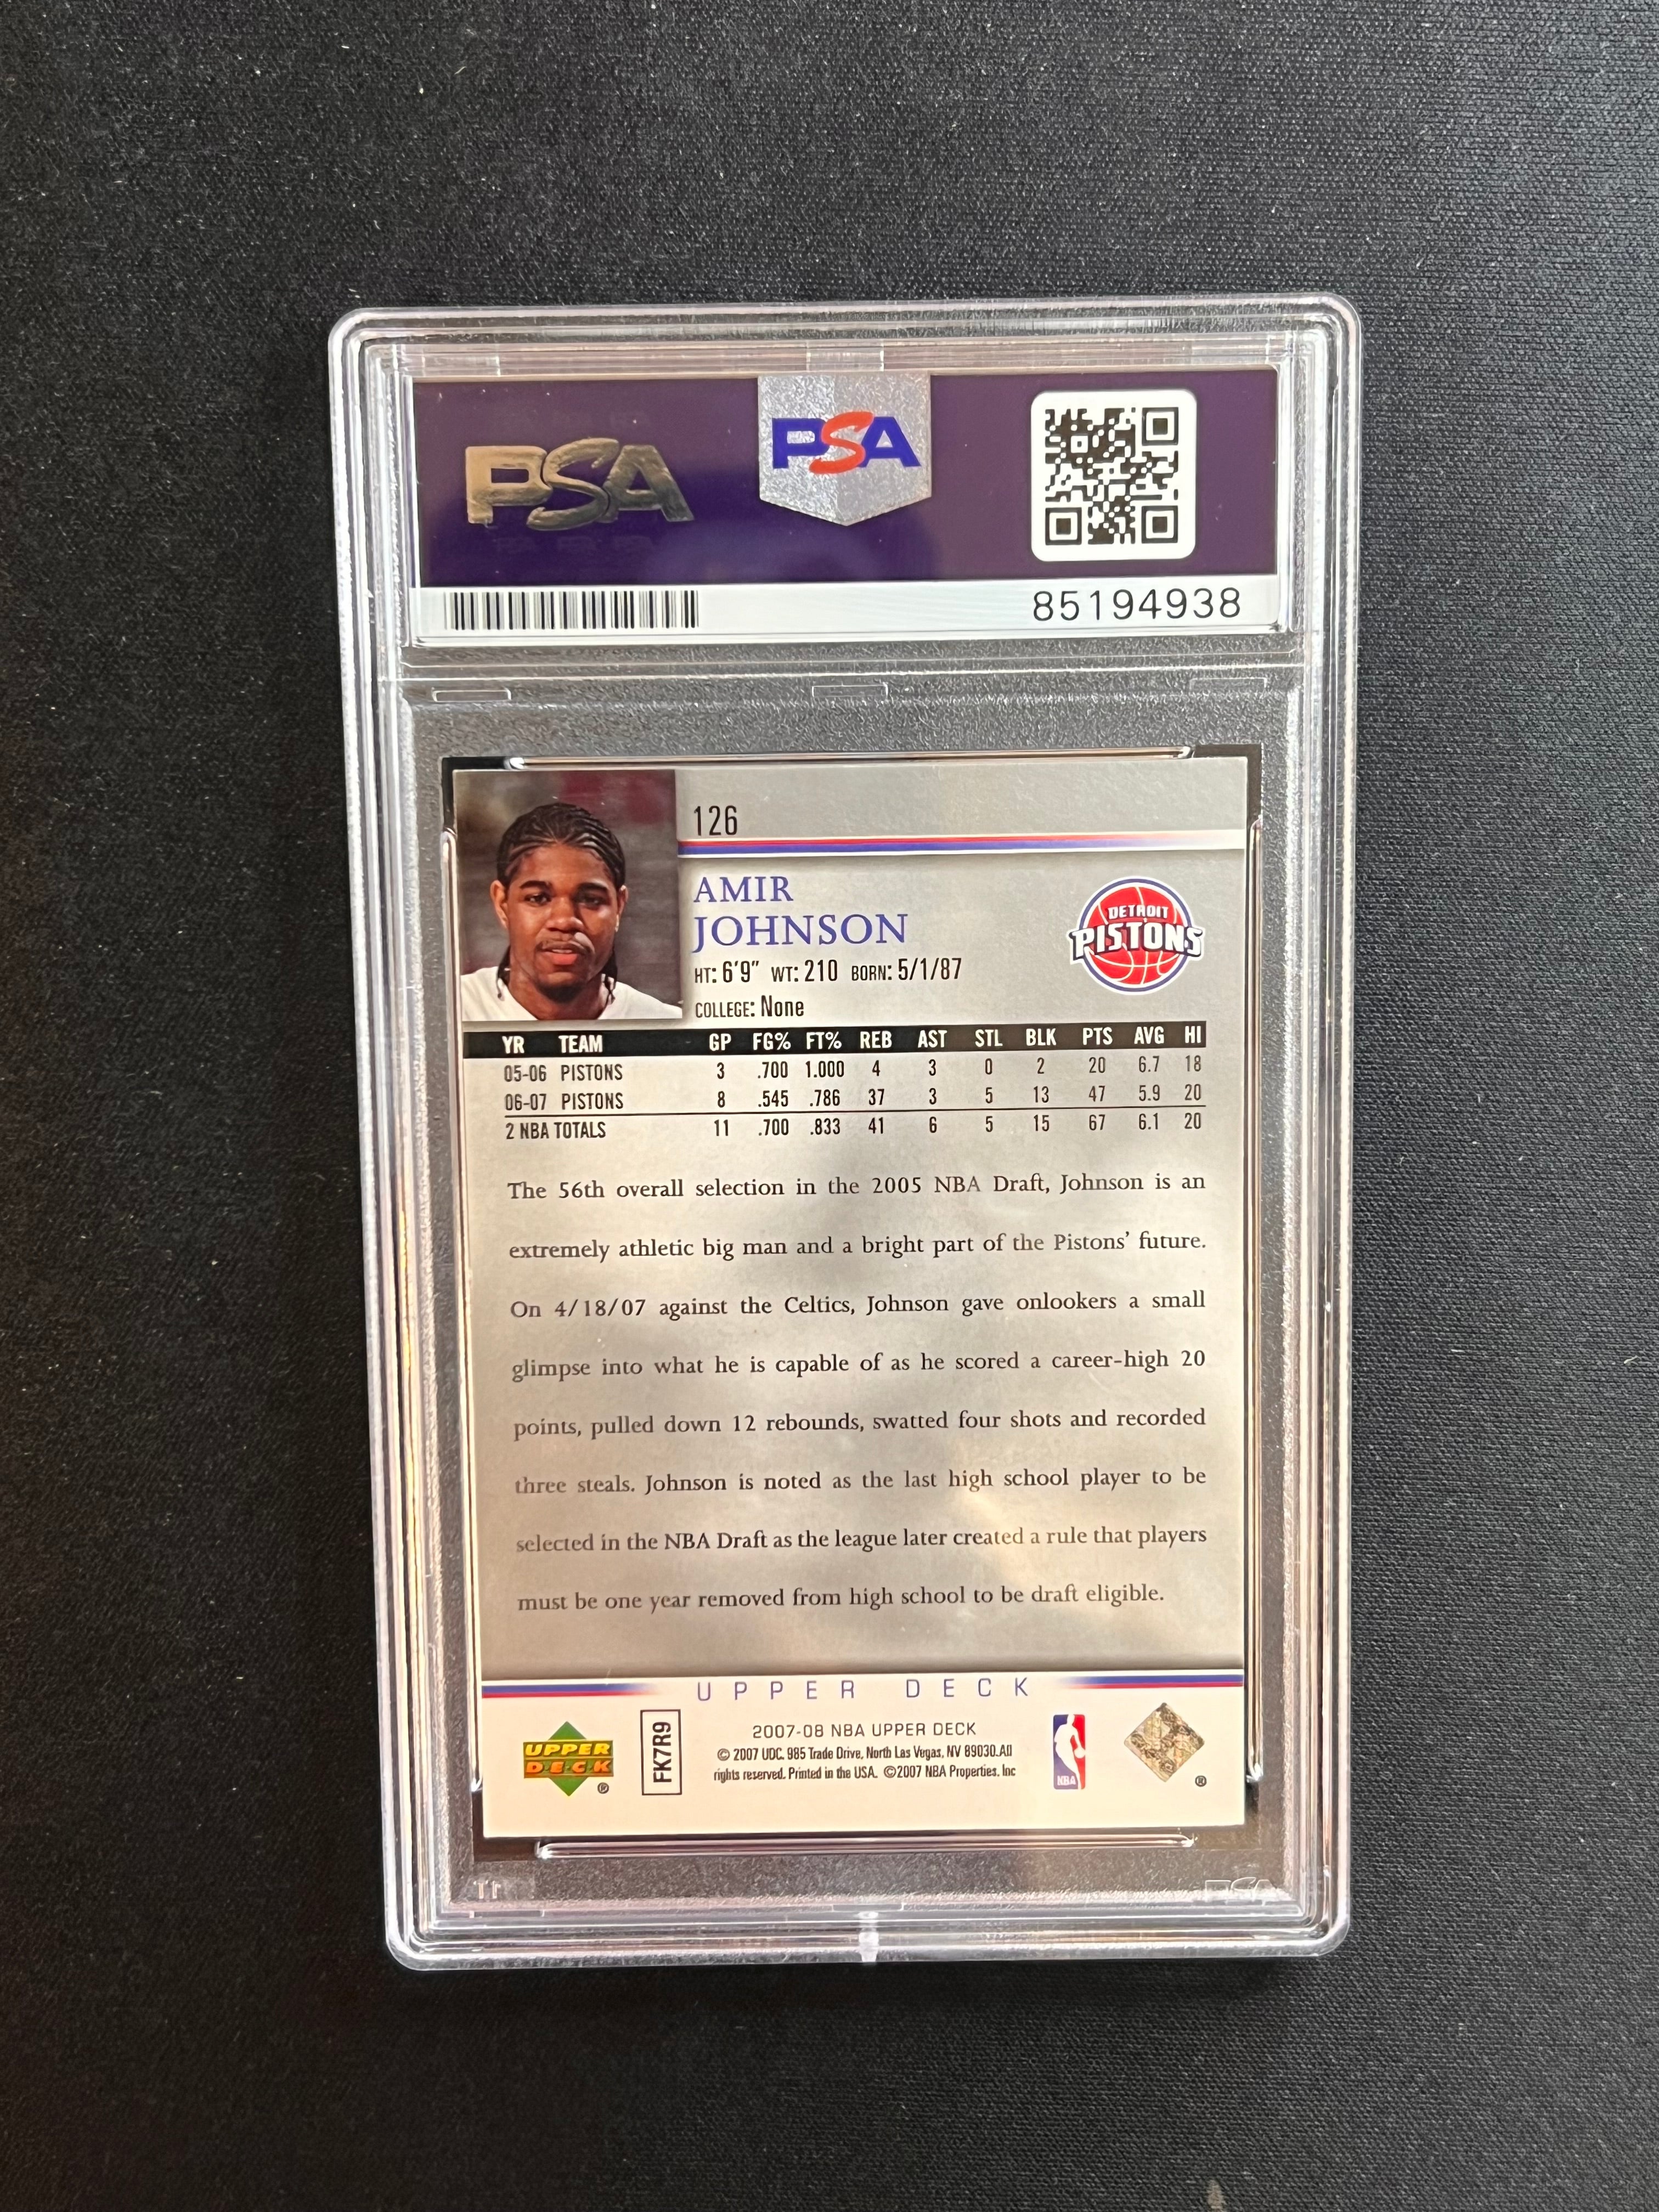 PSA
PSA
85194938
126
AMIR
JOHNSON
HT: 6'9" WT: 210 BORN: 5/1/87
COLLEGE: None
DETROIT
PISTONS
YR TEAM GP FG% FT% REB AST STL BLK PTS AVG HI
05-06 PISTONS 3 .700 1.000 4 3 0 2 20 6.7 18
06-07 PISTONS 8 .545 .786 37 3 5 13 47 5.9 20
2 NBA TOTALS 11 .700 .833 41 6 5 15 67 6.1 20
The 56th overall selection in the 2005 NBA Draft, Johnson is an
extremely athletic big man and a bright part of the Pistons' future.
On 4/18/07 against the Celtics, Johnson gave onlookers a small
glimpse into what he is capable of as he scored a career-high 20
points, pulled down 12 rebounds, swatted four shots and recorded
three steals. Johnson is noted as the last high school player to be
selected in the NBA Draft as the league later created a rule that players
must be one year removed from high school to be draft eligible.
UPPER DECK
UPPER
DECK
®
FK7R9
2007-08 NBA UPPER DECK
© 2007 UDC. 985 Trade Drive, North Las Vegas, NV 89030. All
rights reserved. Printed in the USA. ©2007 NBA Properties. Inc
NBA
®
PSA